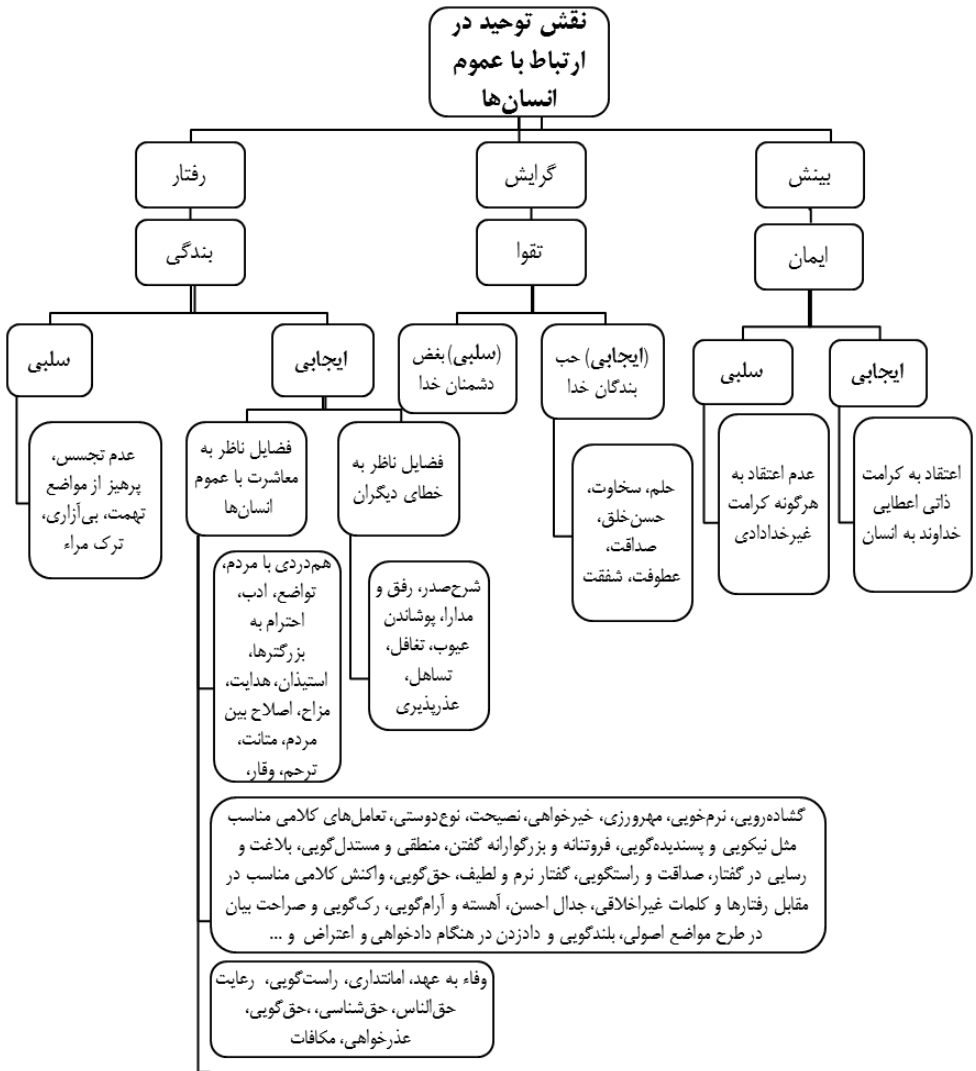 نقش توحید در
ارتباط با عموم
انسان‌ها
بینش
گرایش
رفتار
ایمان
تقوا
بندگی
ایجابی
سلبی
(ایجابی) حب
بندگان خدا
(سلبی) بغض
دشمنان خدا
ایجابی
سلبی
اعتقاد به کرامت
ذاتی اعطایی
خداوند به انسان
عدم اعتقاد به
هرگونه کرامت
غیرخدادادی
حلم، سخاوت،
حسن‌خلق،
صداقت،
عطوفت، شفقت
فضایل ناظر به
خطای دیگران
فضایل ناظر به
معاشرت با عموم
انسان‌ها
عدم تجسس،
پرهیز از مواضع
تهمت، بی‌آزاری،
ترک مراء
شرح‌صدر، رفق و
مدارا، پوشاندن
عیوب، تغافل،
تساهل،
عذرپذیری
هم‌دردی با مردم،
تواضع، ادب،
احترام به
بزرگترها،
استیذان، هدایت،
مزاح، اصلاح بین
مردم، متانت،
ترحم، وقار،
گشاده‌رویی، نرم‌خویی، مهرورزی، خیرخواهی، نصیحت، نوع‌دوستی، تعامل‌های کلامی مناسب
مثل نیکویی و پسندیده‌گویی، فروتنانه و بزرگوارانه گفتن، منطقی و مستدل‌گویی، بلاغت و
رسایی در گفتار، صداقت و راستگویی، گفتار نرم و لطیف، حق‌گویی، واکنش کلامی مناسب در
مقابل رفتارها و کلمات غیراخلاقی، جدال احسن، آهسته و آرام‌گویی، رک‌گویی و صراحت بیان
در طرح مواضع اصولی، بلندگویی و دادزدن در هنگام دادخواهی و اعتراض و ...
وفاء به عهد، امانتداری، راست‌گویی، رعایت
حق‌الناس، حق‌شناسی، ،حق‌گویی،
عذرخواهی، مکافات